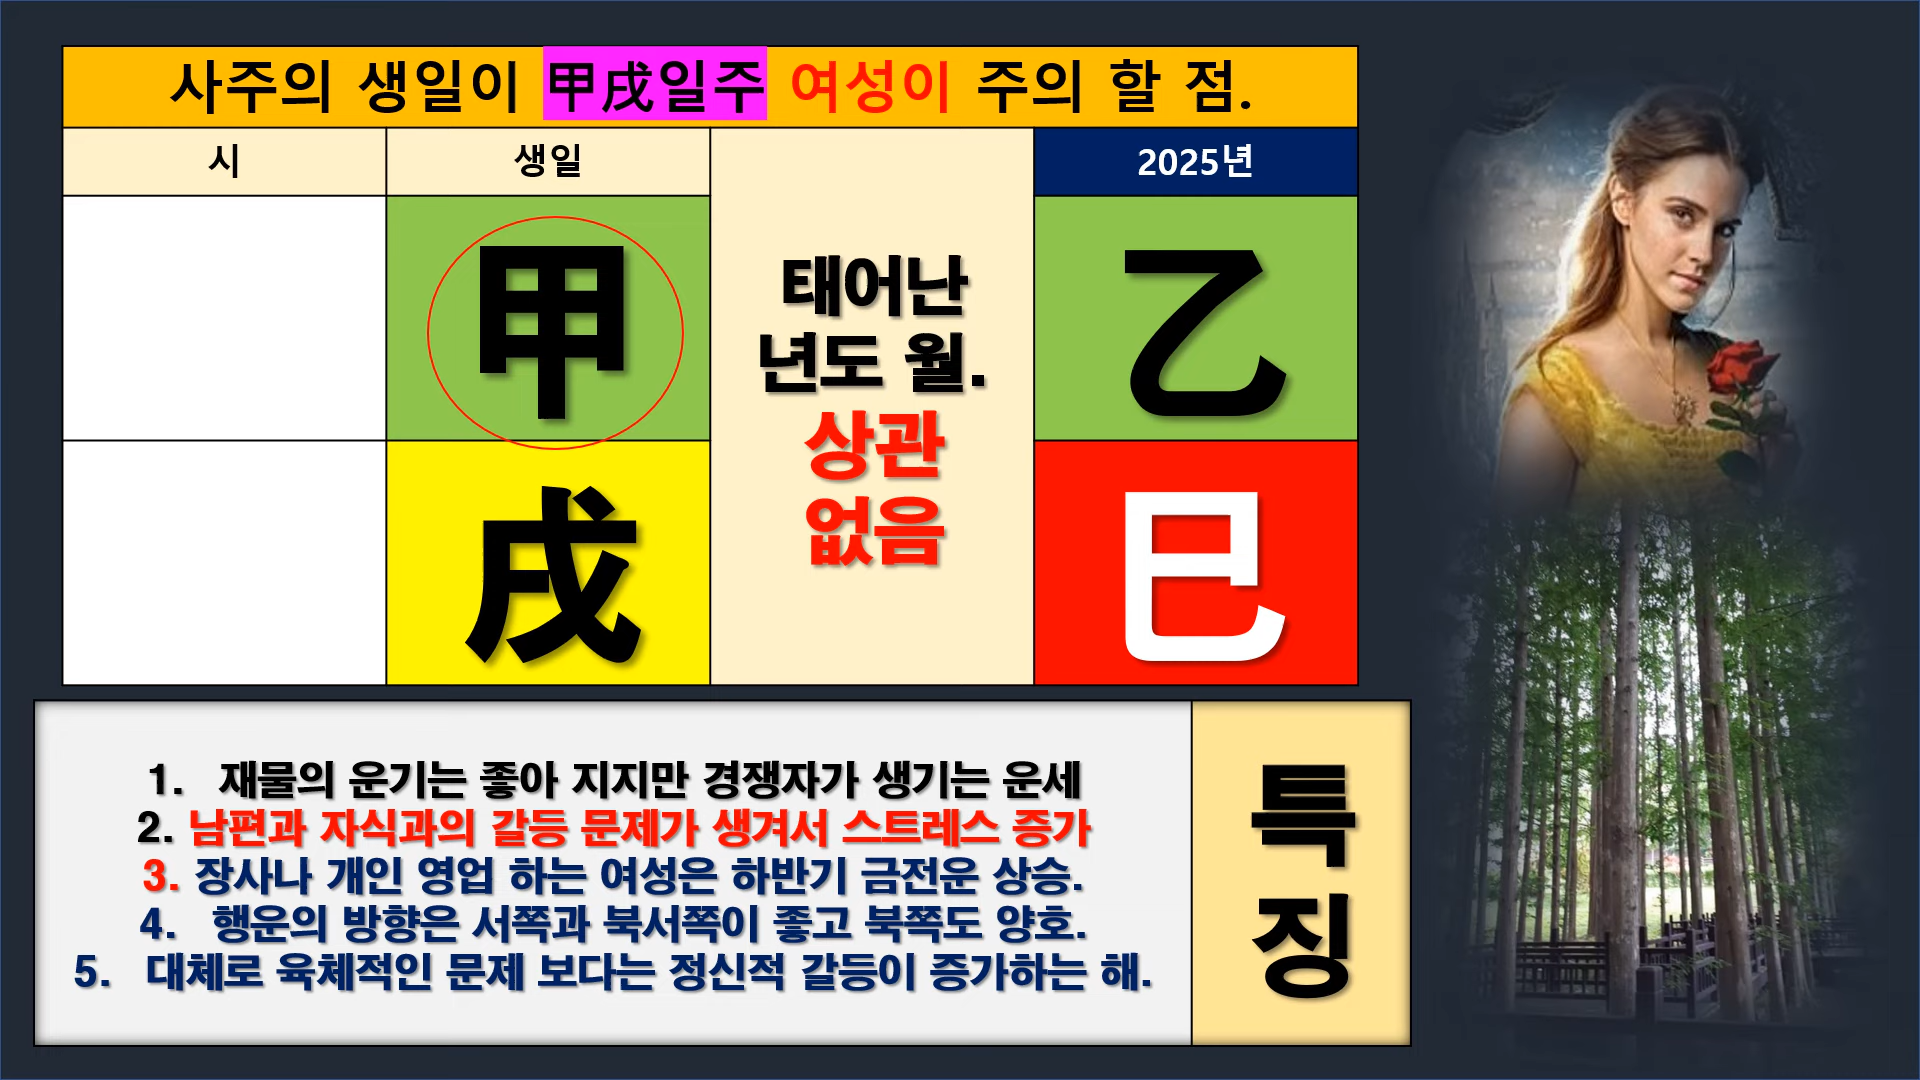 사주의 생일이 甲戌일주 여성이 주의 할 점.
시
생일
2025년
甲
戌
태어난
년도 월.
상관
없음
乙
巳
1. 재물의 운기는 좋아 지지만 경쟁자가 생기는 운세
2. 남편과 자식과의 갈등 문제가 생겨서 스트레스 증가
3. 장사나 개인 영업 하는 여성은 하반기 금전운 상승.
4. 행운의 방향은 서쪽과 북서쪽이 좋고 북쪽도 양호.
5. 대체로 육체적인 문제 보다는 정신적 갈등이 증가하는 해.
특
징